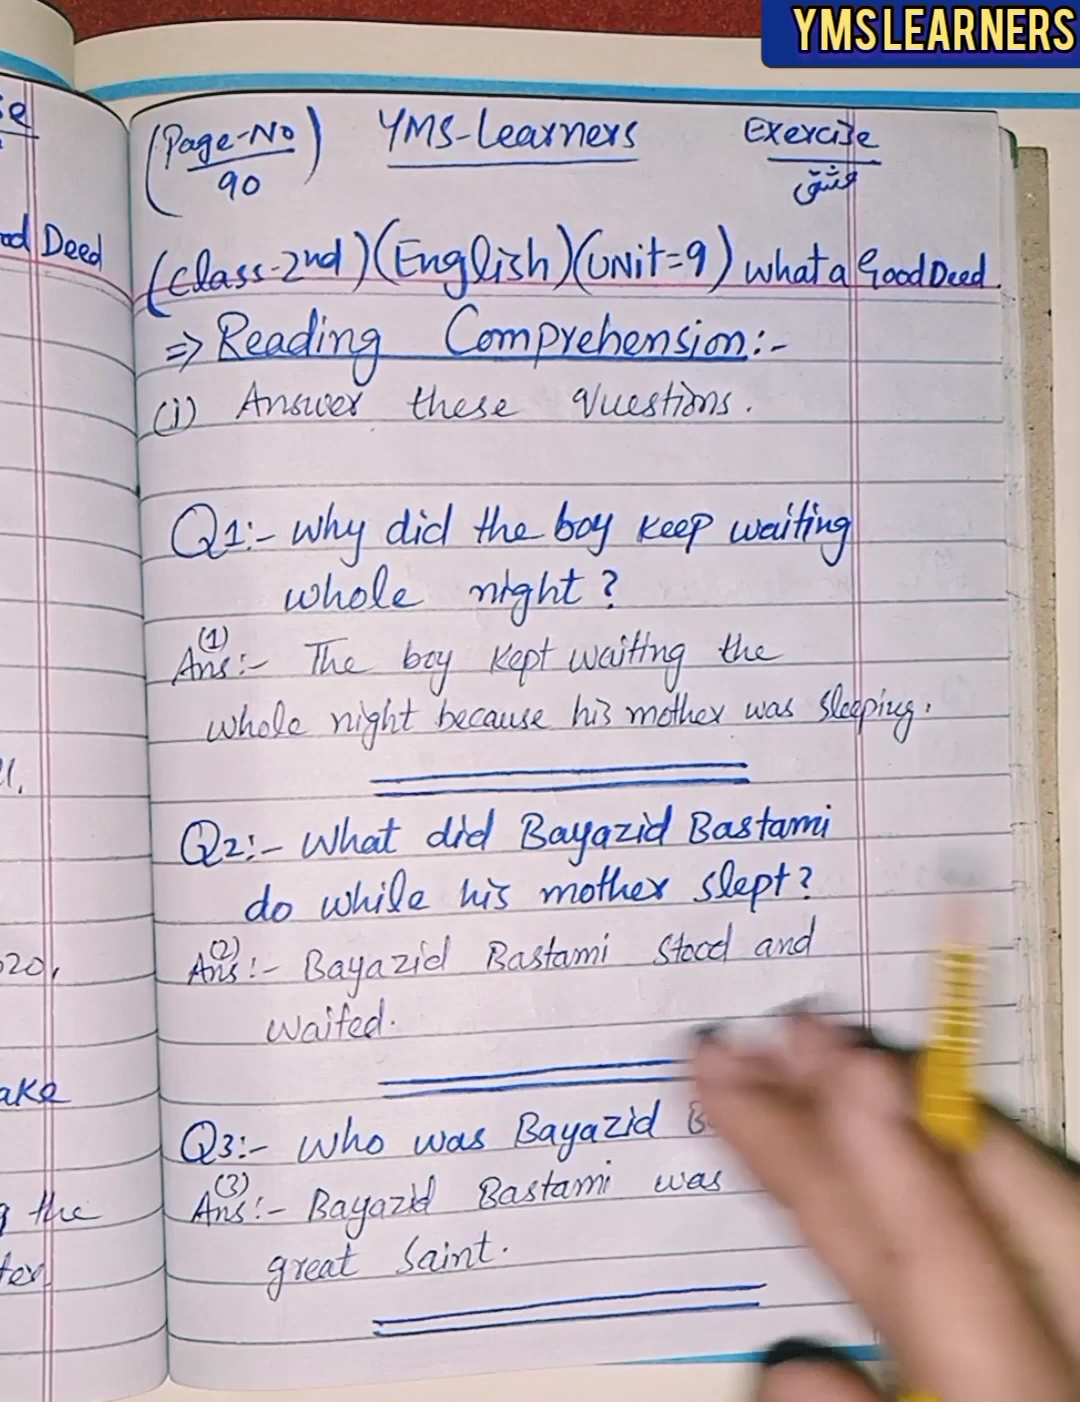 YMS LEARNERS
(Page-No 90) YMS-Learners Exercise
مشق
(Class-2nd)(English)(Unit=9) what a Good Deed.
⇒ Reading Comprehension:-
(i) Answer these Questions.
Q1:- Why did the boy keep waiting
whole night?
Ans(1):- The boy kept waiting the
whole night because his mother was sleeping.
Q2:- What did Bayazid Bastami
do while his mother slept?
Ans(2):- Bayazid Bastami stood and
waited.
Q3:- Who was Bayazid
Ans(3):- Bayazid Bastami was
great saint.
Deed
20,
the